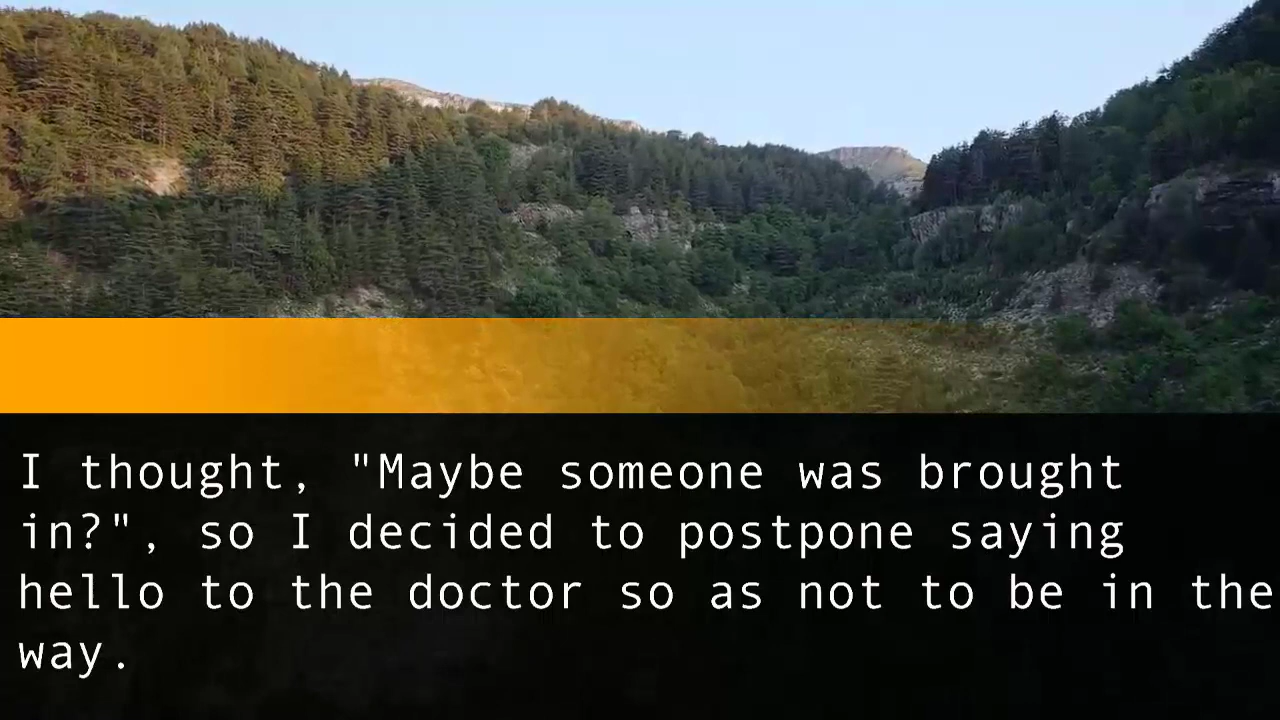 I thought, "Maybe someone was brought
in?", so I decided to postpone saying
hello to the doctor so as not to be in the
way.